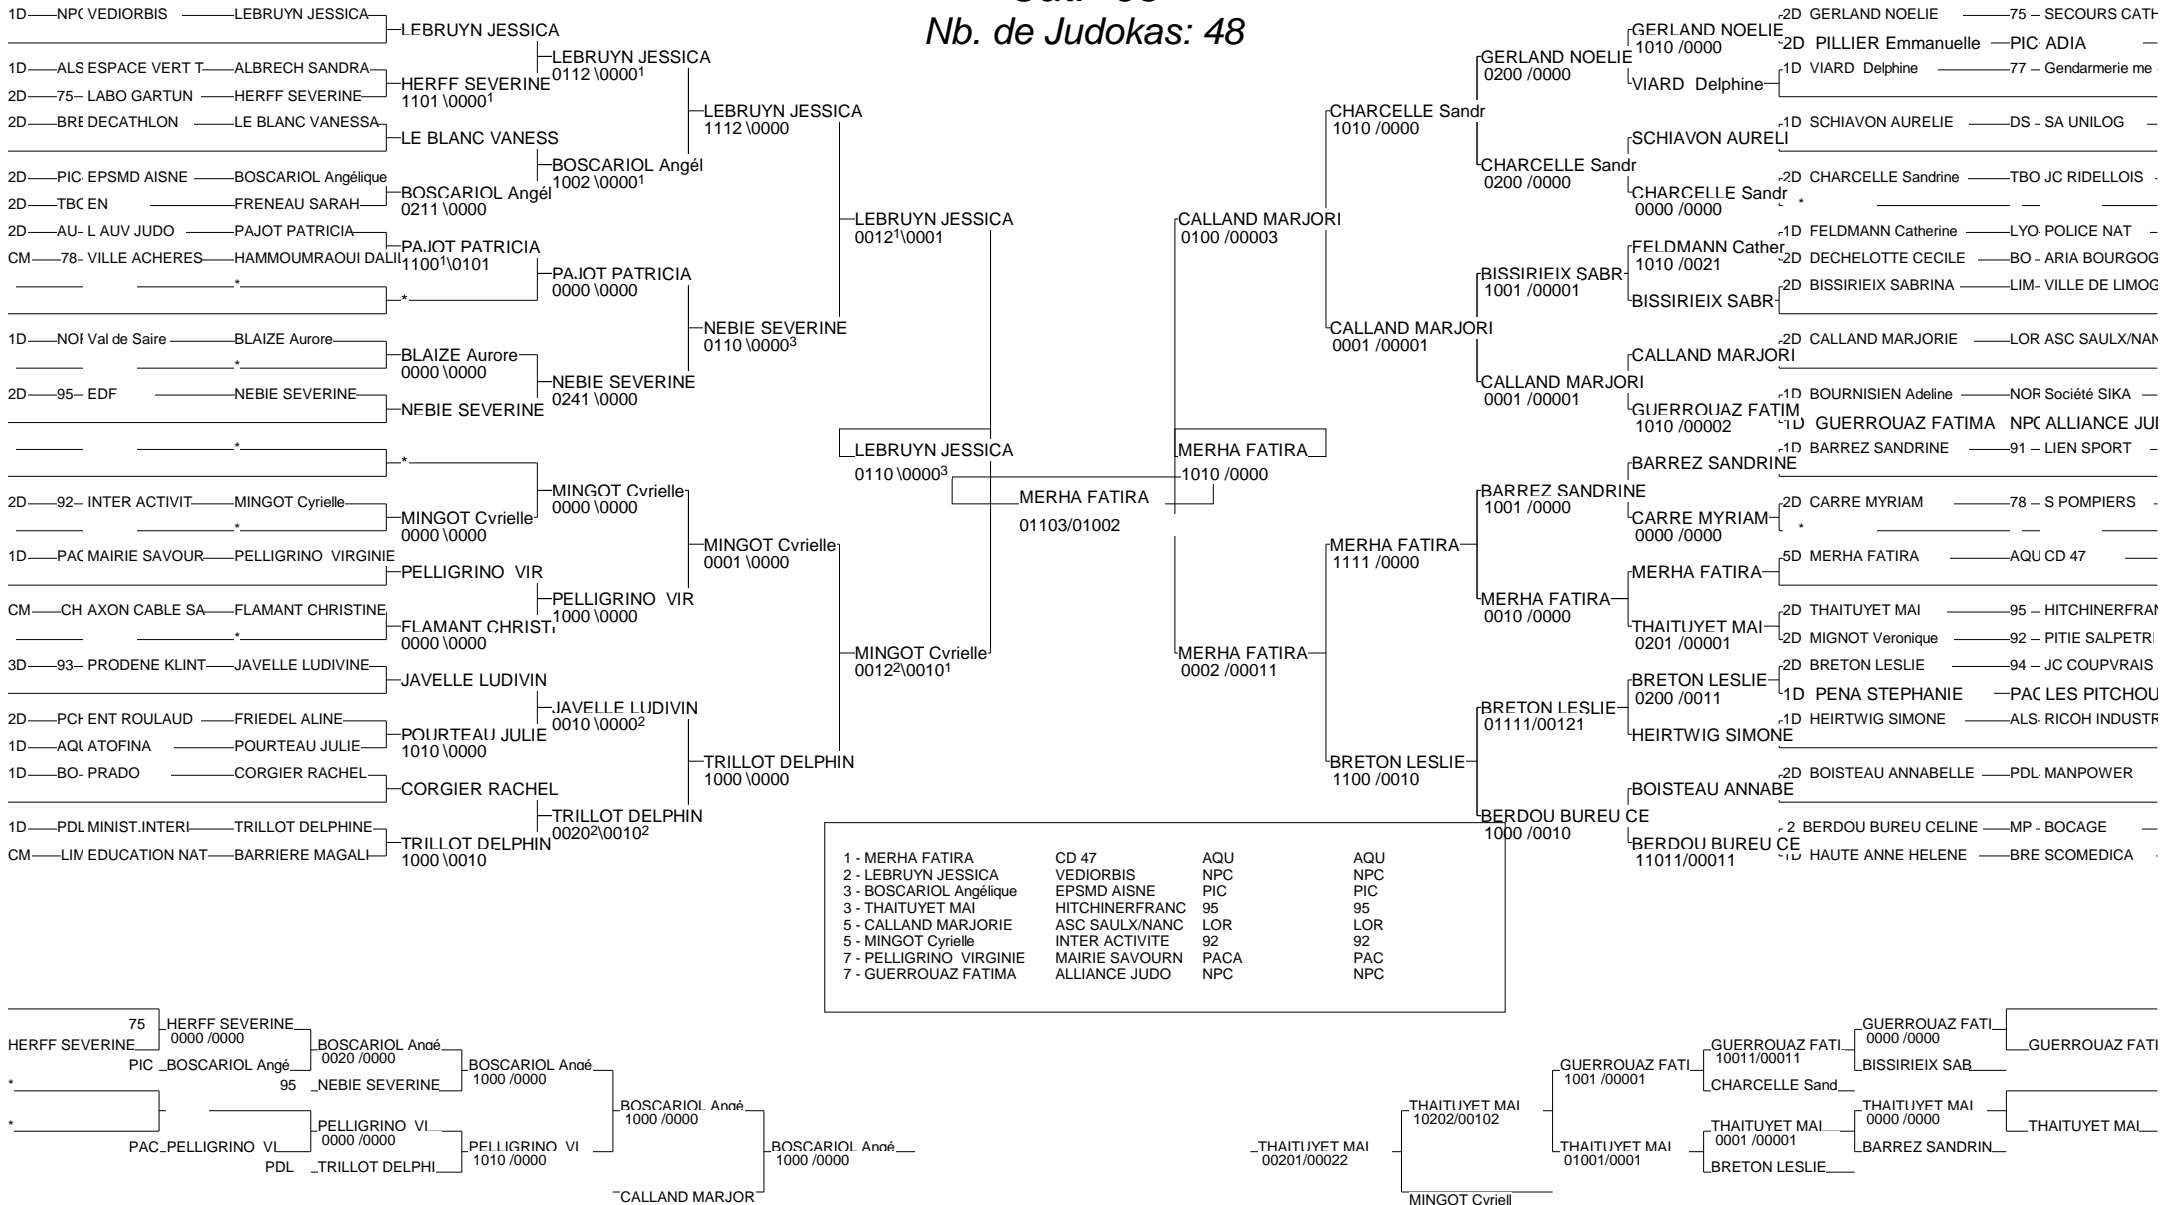 Nb. de Judokas: 48
1D NPC VEDIORBIS LEBRUYN JESSICA
1D ALS ESPACE VERT T ALBRECH SANDRA
2D 75 LABO GARTUN HERFF SEVERINE
2D BRE DECATHLON LE BLANC VANESSA
2D PIC EPSMD AISNE BOSCARIOL Angélique
2D TBO EN FRENEAU SARAH
2D AU L AUV JUDO PAJOT PATRICIA
CM 78 VILLE ACHERES HAMMOUMRAOUI DALIL
*
1D NOR Val de Saire BLAIZE Aurore
*
2D 95 EDF NEBIE SEVERINE
*
2D 92 INTER ACTIVIT MINGOT Cyrielle
*
1D PAC MAIRIE SAVOUR PELLIGRINO VIRGINIE
CM CH AXON CABLE SA FLAMANT CHRISTINE
*
3D 93 PRODENE KLINT JAVELLE LUDIVINE
2D PCH ENT ROULAUD FRIEDEL ALINE
1D AQU ATOFINA POURTEAU JULIE
1D BO PRADO CORGIER RACHEL
1D PDL MINIST.INTERI TRILLOT DELPHINE
CM LIM EDUCATION NAT BARRIERE MAGALI
LEBRUYN JESSICA
HERFF SEVERINE
1101 \0000¹
LE BLANC VANESS
BOSCARIOL Angél
0211 \0000
PAJOT PATRICIA
1100¹\0101
*
BLAIZE Aurore
0000 \0000
NEBIE SEVERINE
*
MINGOT Cyrielle
0000 \0000
PELLIGRINO VIR
FLAMANT CHRISTI
0000 \0000
JAVELLE LUDIVIN
POURTEAU JULIE
1010 \0000
CORGIER RACHEL
TRILLOT DELPHIN
1000 \0010
LEBRUYN JESSICA
0112 \0000¹
BOSCARIOL Angél
1002 \0000¹
PAJOT PATRICIA
0000 \0000
NEBIE SEVERINE
0241 \0000
MINGOT Cyrielle
0000 \0000
PELLIGRINO VIR
1000 \0000
JAVELLE LUDIVIN
0010 \0000²
TRILLOT DELPHIN
0020²\0010²
LEBRUYN JESSICA
1112 \0000
NEBIE SEVERINE
0110 \0000³
MINGOT Cyrielle
0001 \0000
TRILLOT DELPHIN
1000 \0000
LEBRUYN JESSICA
0012¹\0001
MINGOT Cyrielle
0012²\0010¹
LEBRUYN JESSICA
0110 \0000³
MERHA FATIRA
01103/01002
MERHA FATIRA
1010 /0000
CALLAND MARJORI
0100 /00003
MERHA FATIRA
0002 /00011
CHARCELLE Sandr
1010 /0000
CALLAND MARJORI
0001 /00001
MERHA FATIRA
1111 /0000
BRETON LESLIE
1100 /0010
GERLAND NOELIE
0200 /0000
CHARCELLE Sandr
0200 /0000
BISSIRIEIX SABR
1001 /00001
CALLAND MARJORI
0001 /00001
BARREZ SANDRINE
1001 /0000
MERHA FATIRA
0010 /0000
BRETON LESLIE
01111/00121
BERDOU BUREU CE
1000 /0010
GERLAND NOELIE
1010 /0000
VIARD Delphine
SCHIAVON AURELI
CHARCELLE Sandr
0000 /0000
FELDMANN Cather
1010 /0021
BISSIRIEIX SABR
CALLAND MARJORI
GUERROUAZ FATIM
1010 /00002
BARREZ SANDRINE
CARRE MYRIAM
0000 /0000
MERHA FATIRA
THAITUYET MAI
0201 /00001
BRETON LESLIE
0200 /0011
HEIRTWIG SIMONE
BOISTEAU ANNABE
BERDOU BUREU CE
11011/00011
2D GERLAND NOELIE 75 SECOURS CATH
2D PILLIER Emmanuelle PIC ADIA
1D VIARD Delphine 77 Gendarmerie me
1D SCHIAVON AURELIE DS SA UNILOG
2D CHARCELLE Sandrine TBO JC RIDELLOIS
*
1D FELDMANN Catherine LYO POLICE NAT
2D DECHELOTTE CECILE BO ARIA BOURGOG
2D BISSIRIEIX SABRINA LIM VILLE DE LIMOG
2D CALLAND MARJORIE LOR ASC SAULX/NAN
1D BOURNISIEN Adeline NOR Société SIKA
1D GUERROUAZ FATIMA NPC ALLIANCE JUD
1D BARREZ SANDRINE 91 LIEN SPORT
2D CARRE MYRIAM 78 S POMPIERS
*
5D MERHA FATIRA AQU CD 47
2D THAITUYET MAI 95 HITCHINERFRAN
2D MIGNOT Veronique 92 PITIE SALPETRI
2D BRETON LESLIE 94 JC COUPVRAIS
1D PENA STEPHANIE PAC LES PITCHOU
1D HEIRTWIG SIMONE ALS RICOH INDUSTR
2D BOISTEAU ANNABELLE PDL MANPOWER
2 BERDOU BUREU CELINE MP BOCAGE
1D HAUTE ANNE HELENE BRE SCOMEDICA
1 - MERHA FATIRA CD 47 AQU AQU
2 - LEBRUYN JESSICA VEDIORBIS NPC NPC
3 - BOSCARIOL Angélique EPSMD AISNE PIC PIC
3 - THAITUYET MAI HITCHINERFRANC 95 95
5 - CALLAND MARJORIE ASC SAULX/NANC LOR LOR
5 - MINGOT Cyrielle INTER ACTIVITE 92 92
7 - PELLIGRINO VIRGINIE MAIRIE SAVOURN PACA PAC
7 - GUERROUAZ FATIMA ALLIANCE JUDO NPC NPC
HERFF SEVERINE
*
*
75 HERFF SEVERINE
0000 /0000
PIC BOSCARIOL Angé
PAC PELLIGRINO VI
BOSCARIOL Angé
0020 /0000
95 NEBIE SEVERINE
PELLIGRINO VI
0000 /0000
PDL TRILLOT DELPHI
BOSCARIOL Angé
1000 /0000
PELLIGRINO VI
1010 /0000
BOSCARIOL Angé
1000 /0000
CALLAND MARJOR
BOSCARIOL Angé
1000 /0000
THAITUYET MAI
00201/00022
THAITUYET MAI
10202/00102
MINGOT Cyriell
GUERROUAZ FATI
1001 /00001
THAITUYET MAI
01001/0001
GUERROUAZ FATI
10011/00011
CHARCELLE Sand
THAITUYET MAI
0001 /00001
BRETON LESLIE
GUERROUAZ FATI
0000 /0000
BISSIRIEIX SAB
THAITUYET MAI
0000 /0000
BARREZ SANDRIN
GUERROUAZ FATI
THAITUYET MAI